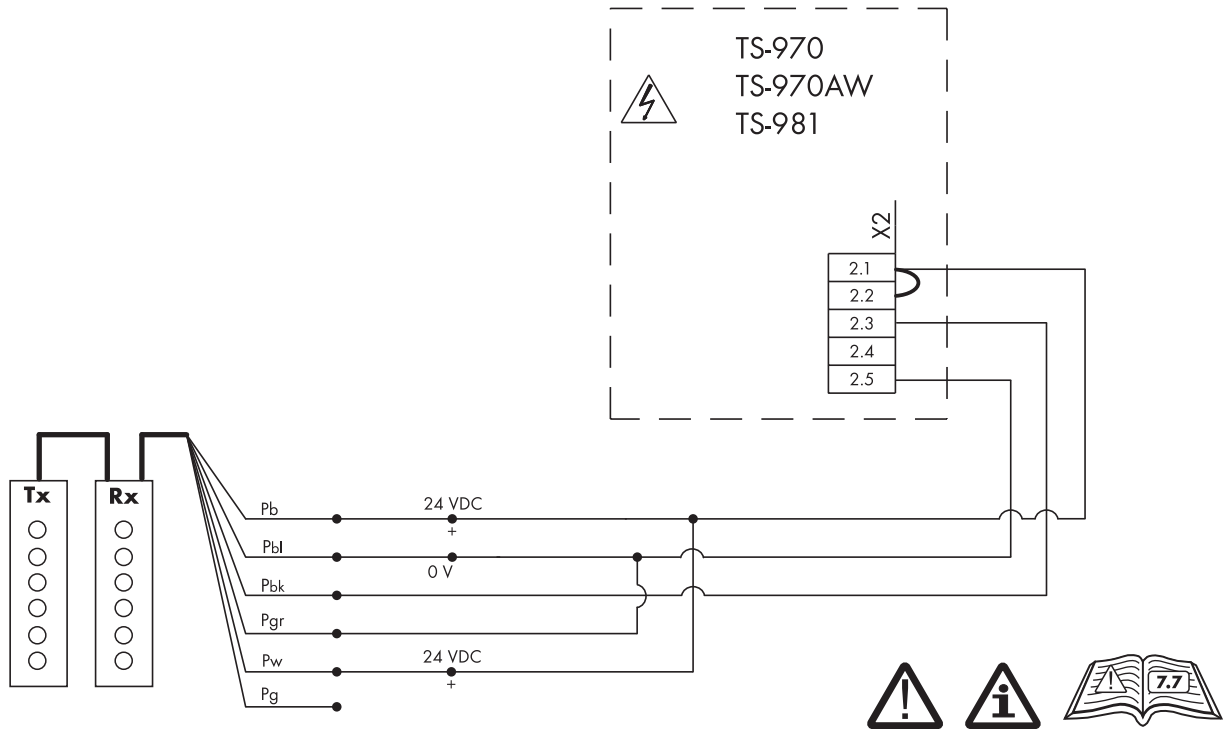 TS-970
TS-970AW
TS-981
X2
2.1
2.2
2.3
2.4
2.5
Tx
Rx
Pb
24 VDC
+
Pbl
0 V
Pbk
Pgr
Pw
24 VDC
+
Pg
!
i
!
7.7